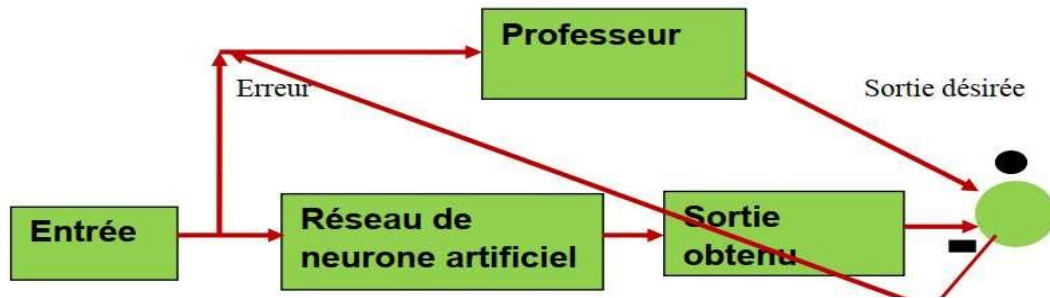 Professeur
Erreur
Sortie désirée
Entrée
Réseau de
neurone artificiel
Sortie
obtenu